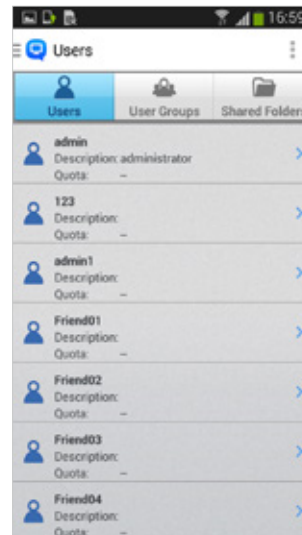 16:59
Users
Users
User Groups
Shared Folders
admin
Description: administrator
Quota: --
123
Description:
Quota: --
admin1
Description:
Quota: --
Friend01
Description:
Quota: --
Friend02
Description:
Quota: --
Friend03
Description:
Quota: --
Friend04
Description:
Quota: --